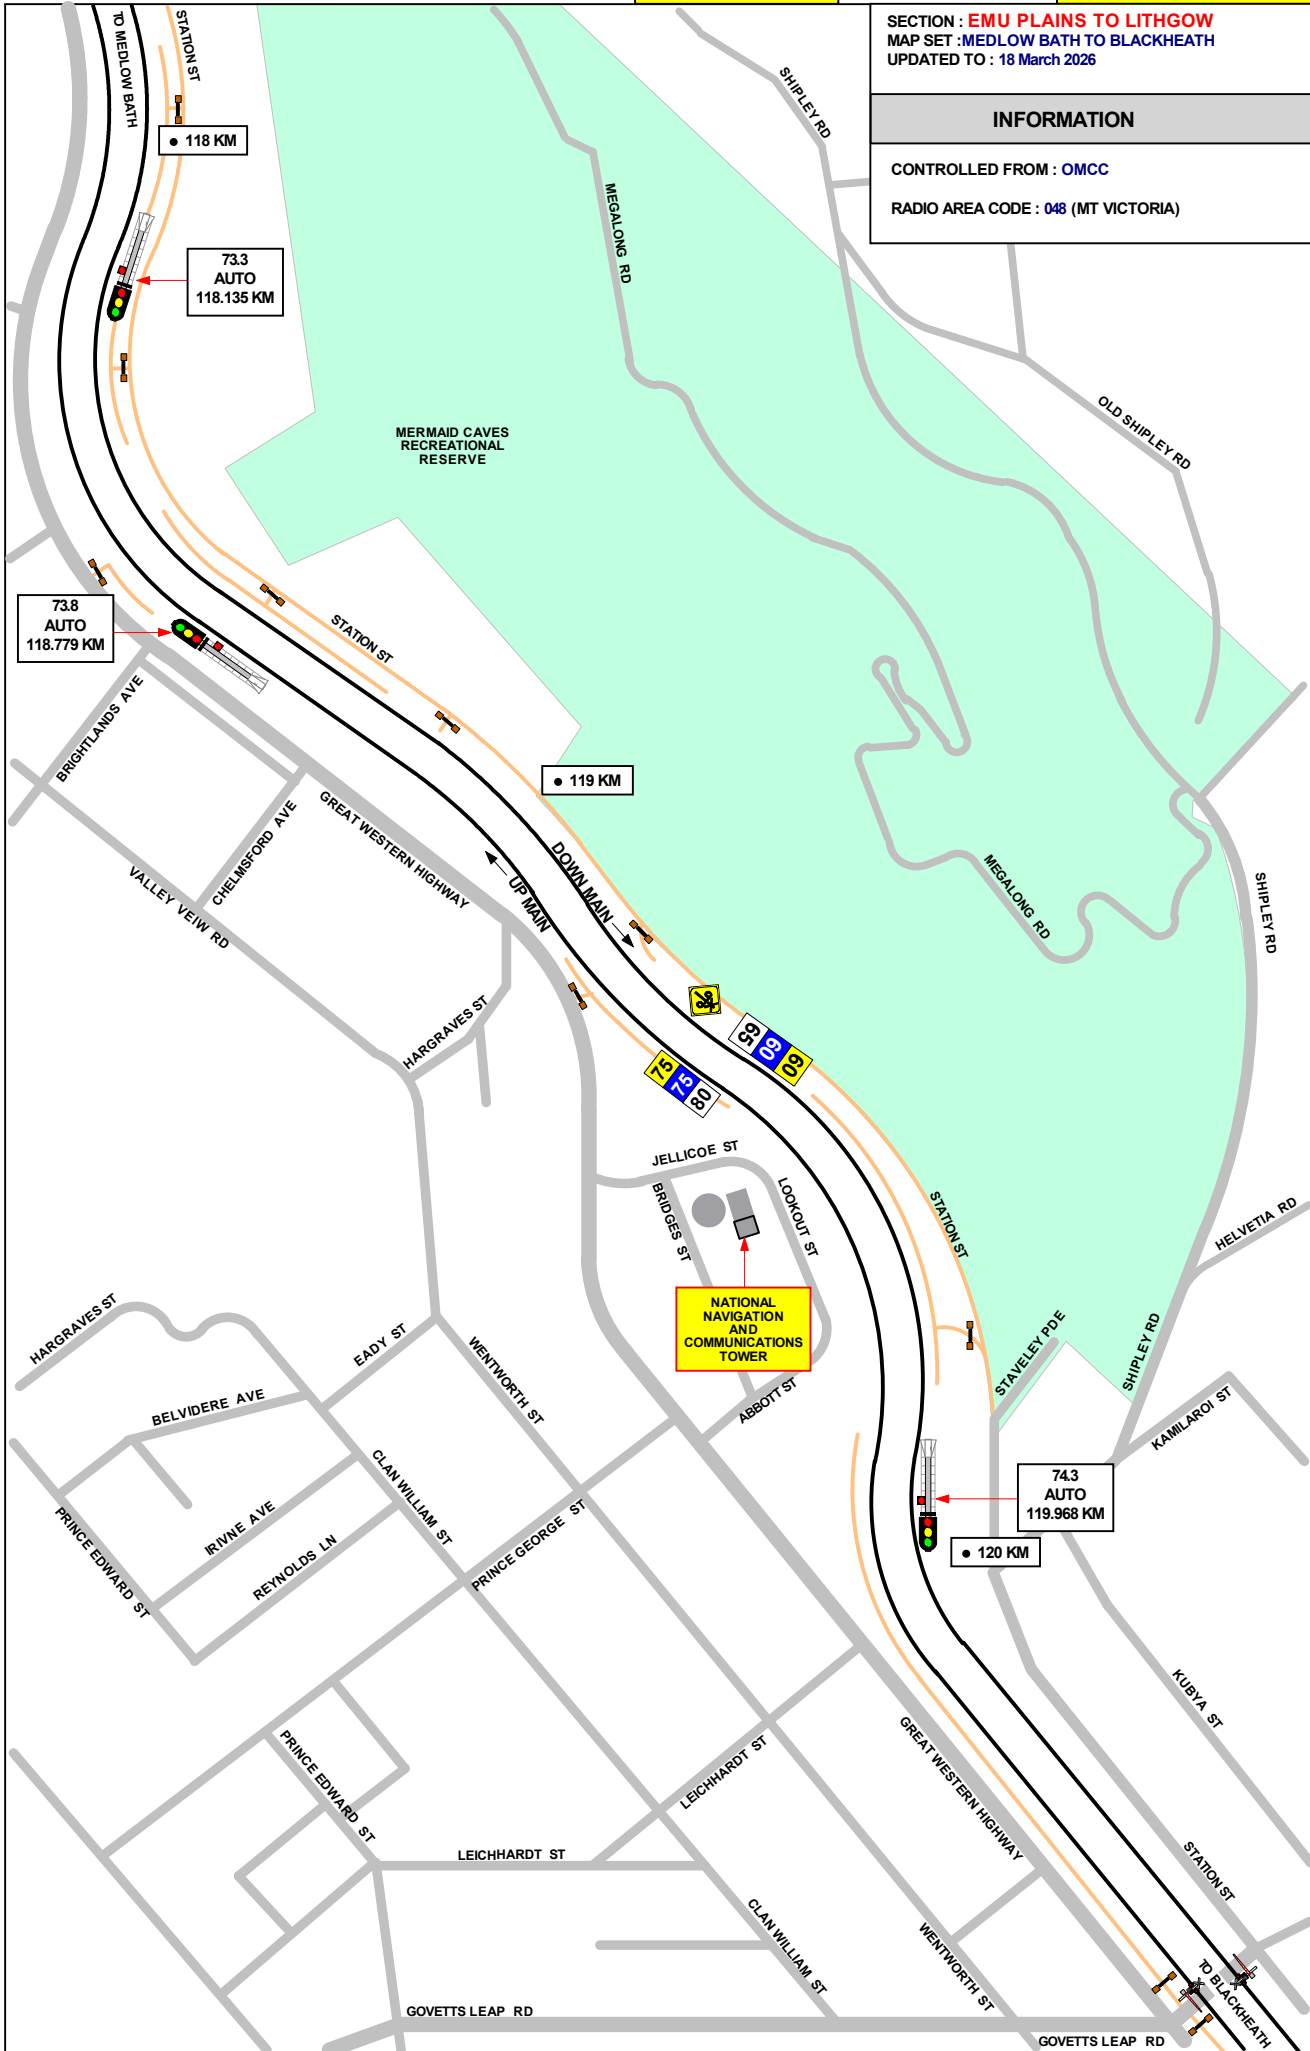 SECTION : EMU PLAINS TO LITHGOW
MAP SET :MEDLOW BATH TO BLACKHEATH
UPDATED TO : 18 March 2026
INFORMATION
CONTROLLED FROM : OMCC
RADIO AREA CODE : 048 (MT VICTORIA)
TO MEDLOW BATH
STATION ST
118 KM
73.3
AUTO
118.135 KM
SHIPLEY RD
MEGALONG RD
OLD SHIPLEY RD
MERMAID CAVES
RECREATIONAL
RESERVE
73.8
AUTO
118.779 KM
STATION ST
BRIGHTLANDS AVE
119 KM
GREAT WESTERN HIGHWAY
CHELMSFORD AVE
VALLEY VEIW RD
UP MAIN
DOWN MAIN
MEGALONG RD
SHIPLEY RD
HARGRAVES ST
65
60
60
75
75
80
JELLICOE ST
BRIDGES ST
LOOKOUT ST
STATION ST
HELVETIA RD
NATIONAL
NAVIGATION
AND
COMMUNICATIONS
TOWER
HARGRAVES ST
EADY ST
WENTWORTH ST
STAVELEY PDE
SHIPLEY RD
ABBOTT ST
BELVIDERE AVE
KAMILAROI ST
CLAN WILLIAM ST
74.3
AUTO
119.968 KM
PRINCE EDWARD ST
IRIVNE AVE
REYNOLDS LN
PRINCE GEORGE ST
120 KM
KUBYA ST
PRINCE EDWARD ST
LEICHHARDT ST
GREAT WESTERN HIGHWAY
LEICHHARDT ST
STATION ST
CLAN WILLIAM ST
WENTWORTH ST
TO BLACKHEATH
GOVETTS LEAP RD
GOVETTS LEAP RD